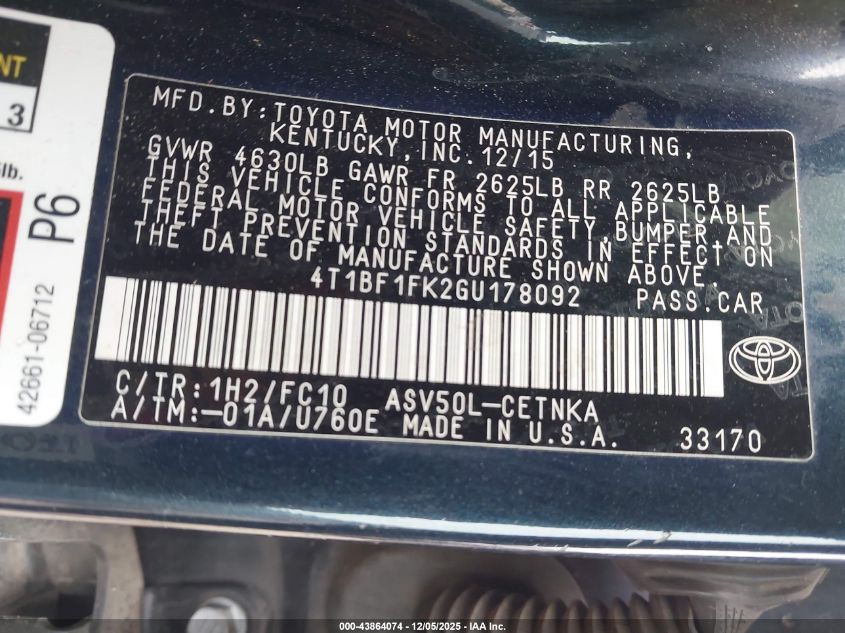 NT
3
lb.
P6
42661-06712
MFD. BY: TOYOTA MOTOR MANUFACTURING,
KENTUCKY, INC. 12/15
GVWR 4630LB GAWR FR 2625LB RR 2625LB
THIS VEHICLE CONFORMS TO ALL APPLICABLE
FEDERAL MOTOR VEHICLE SAFETY, BUMPER, AND
THEFT PREVENTION STANDARDS IN EFFECT ON
THE DATE OF MANUFACTURE SHOWN ABOVE.
4T1BF1FK2GU178092 PASS. CAR
C/TR: 1H2/FC10 ASV50L-CETNKA
A/TM:-01A/U760E MADE IN U.S.A. 33170
000-43864074 - 12/05/2025 - IAA Inc.